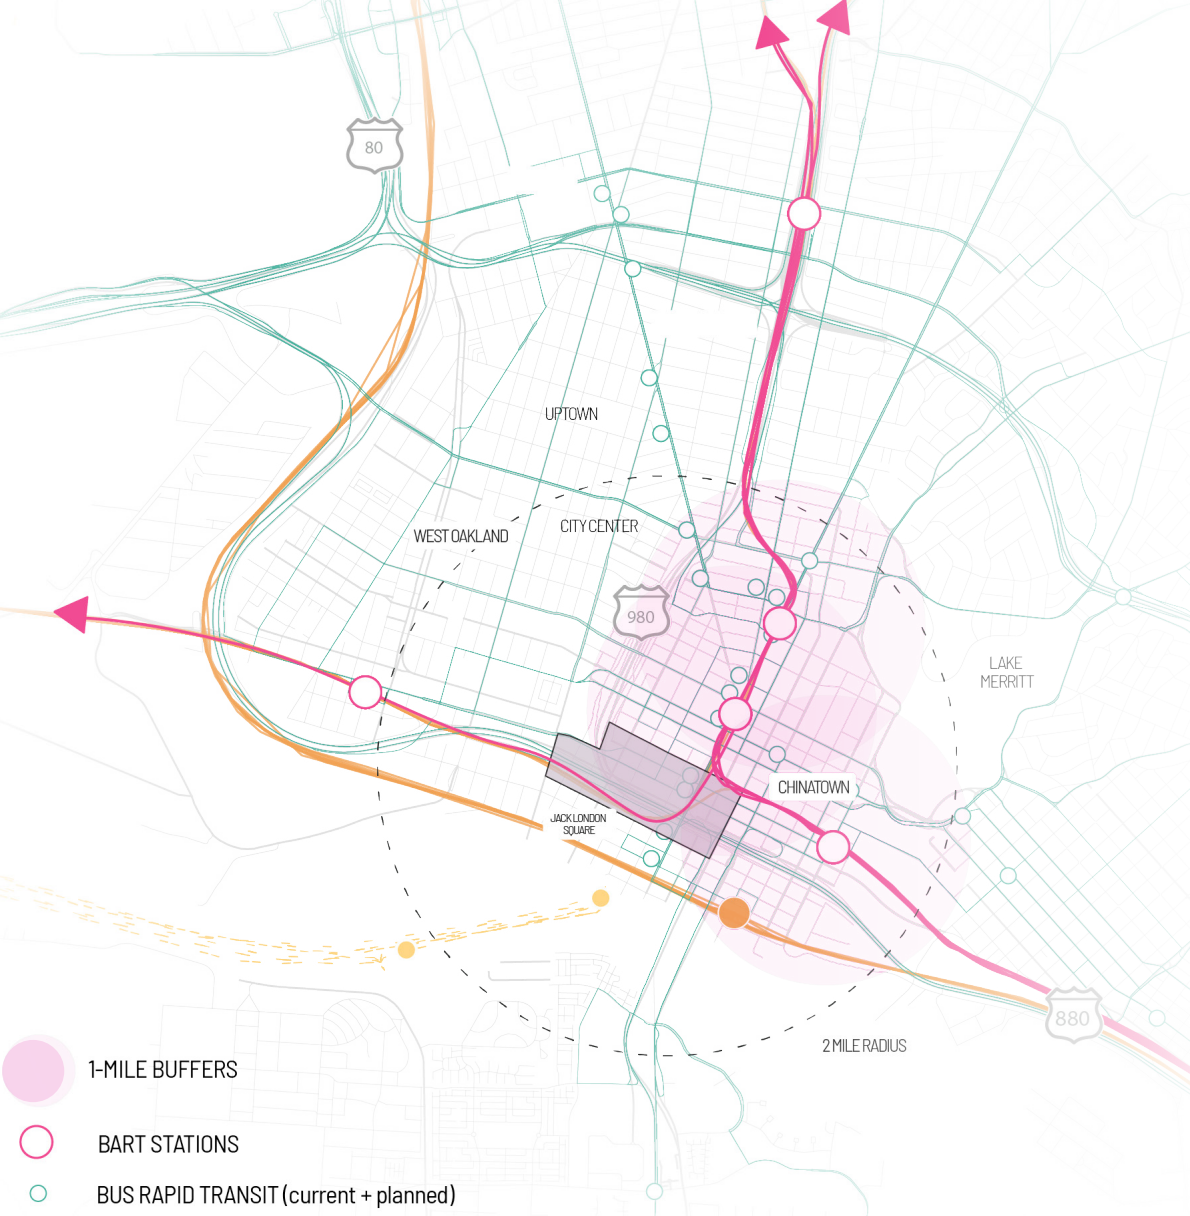 80
UPTOWN
CITY CENTER
WEST OAKLAND
980
LAKE
MERRITT
CHINATOWN
JACK LONDON
SQUARE
880
2 MILE RADIUS
1-MILE BUFFERS
BART STATIONS
BUS RAPID TRANSIT (current + planned)